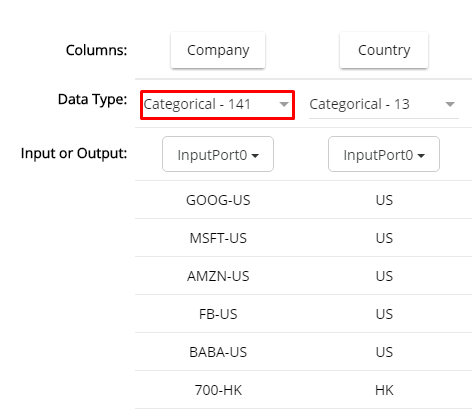 Columns: Company Country
Data Type: Categorical - 141 Categorical - 13
Input or Output: InputPort0 InputPort0
GOOG-US US
MSFT-US US
AMZN-US US
FB-US US
BABA-US US
700-HK HK